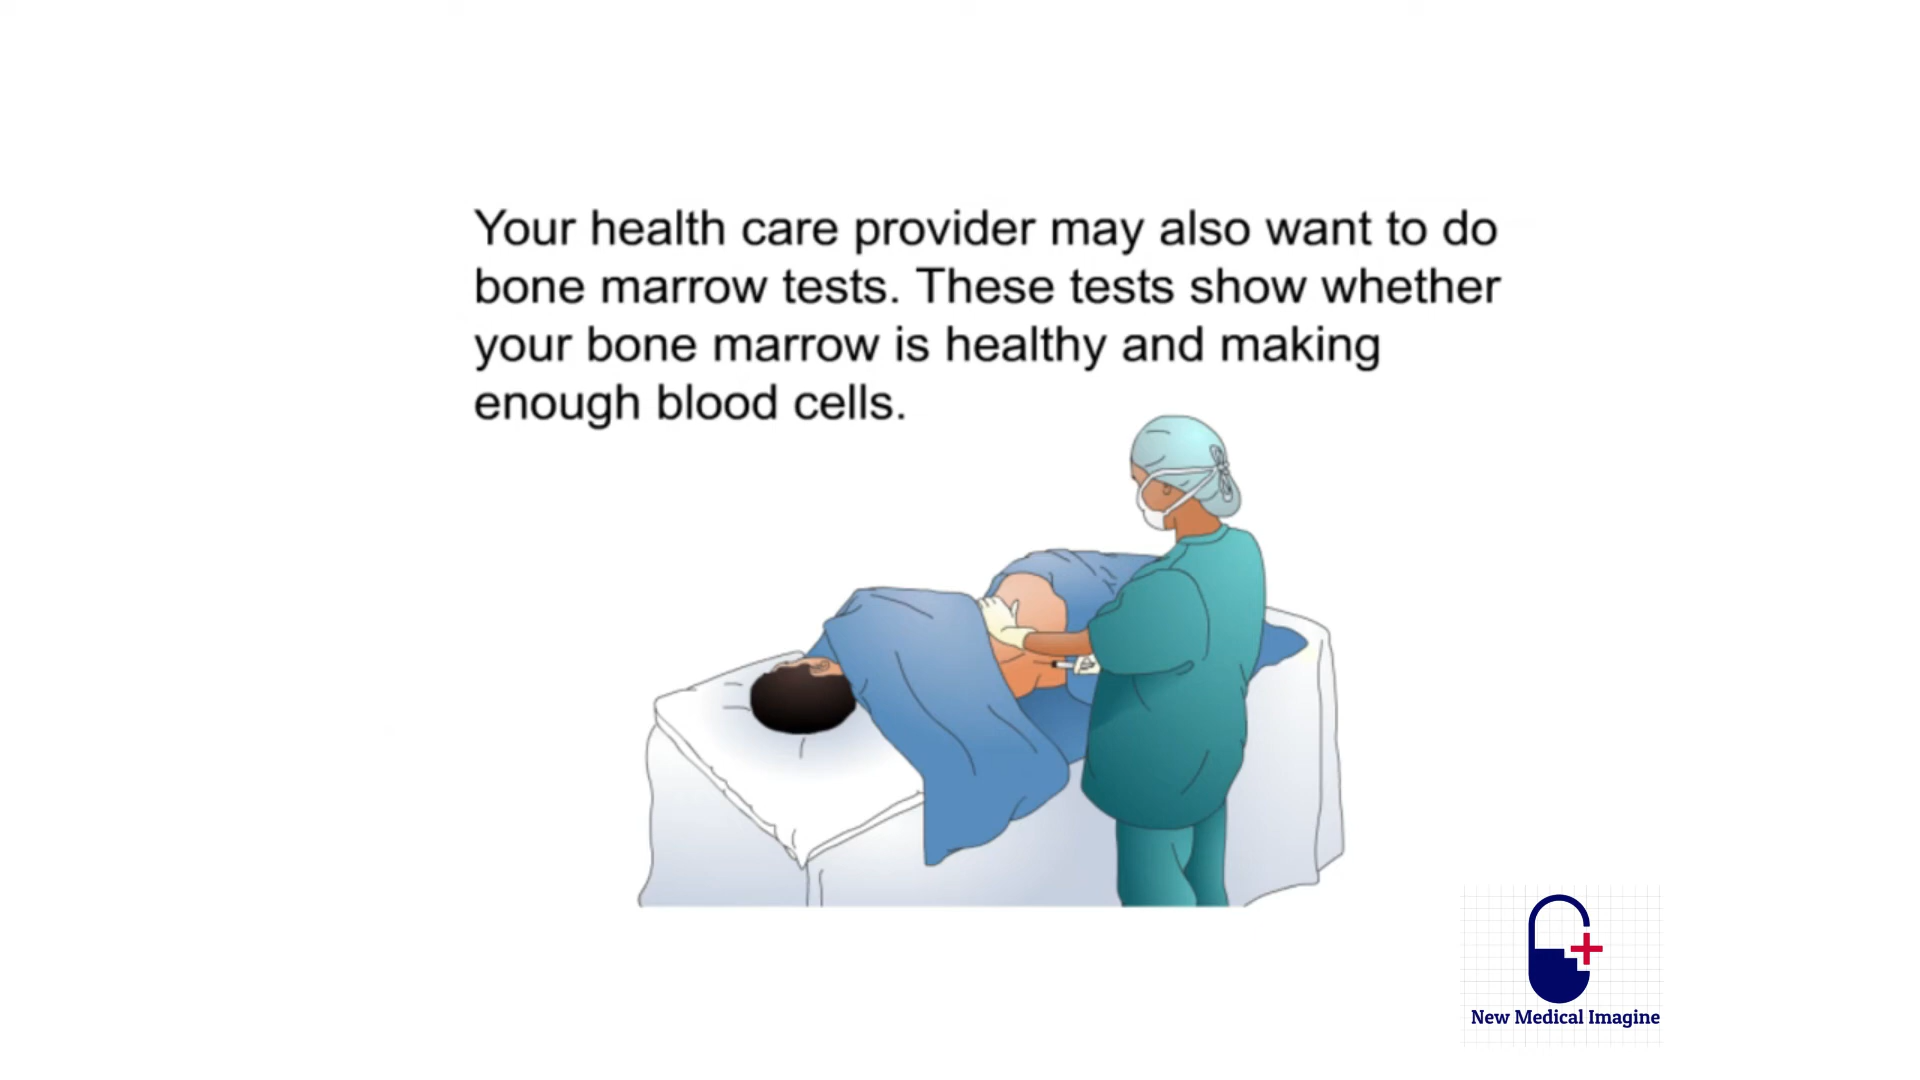 Your health care provider may also want to do
bone marrow tests. These tests show whether
your bone marrow is healthy and making
enough blood cells.
New Medical Imagine